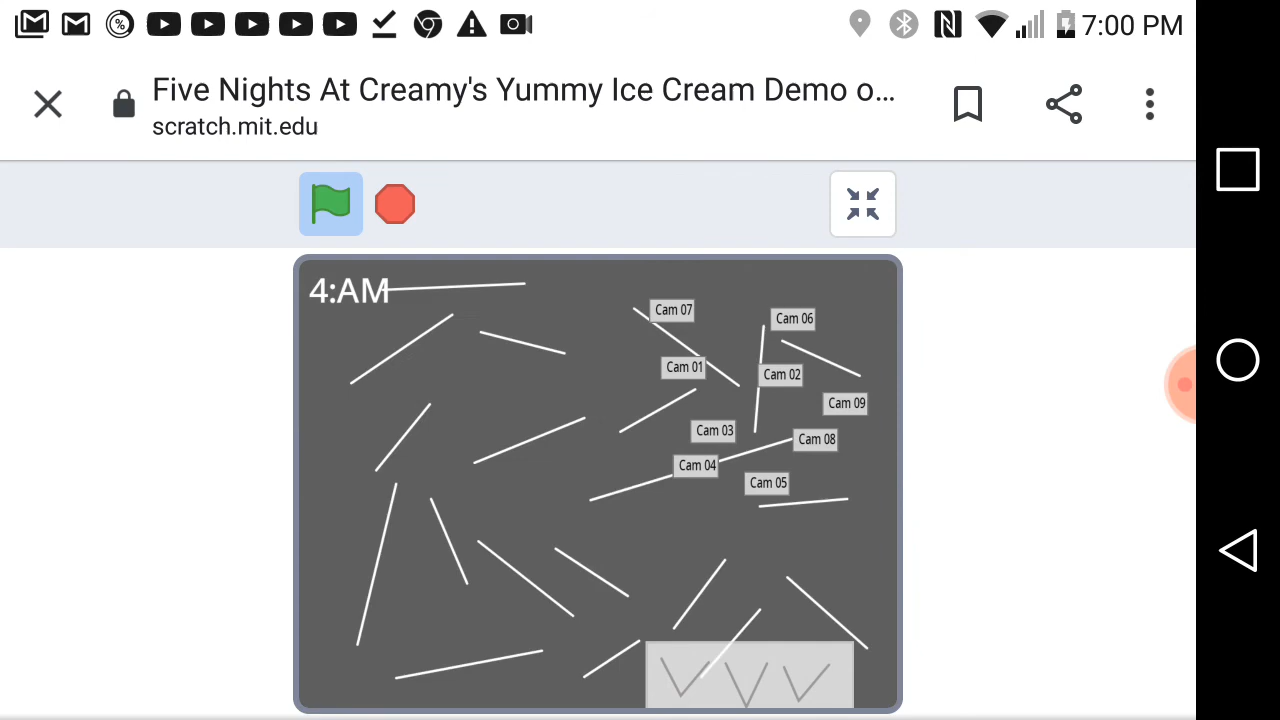 7:00 PM
Five Nights At Creamy's Yummy Ice Cream Demo o...
scratch.mit.edu
4:AM
Cam 07
Cam 06
Cam 01
Cam 02
Cam 09
Cam 03
Cam 08
Cam 04
Cam 05